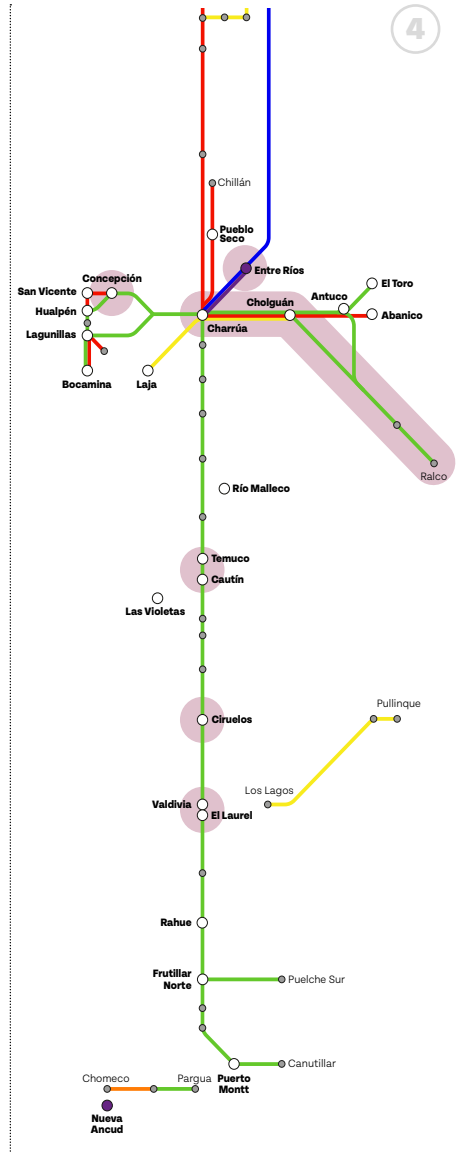 4
Chillán
Pueblo
Seco
Concepción
Entre Ríos
San Vicente
El Toro
Cholguán
Antuco
Hualpén
Abanico
Charrúa
Lagunillas
Bocamina
Laja
Ralco
Río Malleco
Temuco
Cautín
Las Violetas
Pullinque
Ciruelos
Los Lagos
Valdivia
El Laurel
Rahue
Frutillar
Norte
Puelche Sur
Canutillar
Chomeco
Pargua
Puerto
Montt
Nueva
Ancud